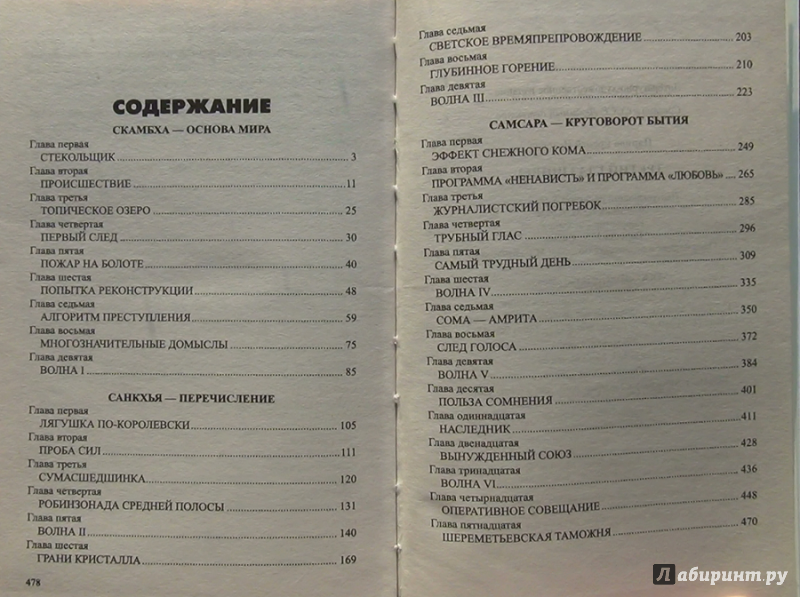 СОДЕРЖАНИЕ
СКАМБХА — ОСНОВА МИРА
Глава первая
СТЕКОЛЬЩИК 3
Глава вторая
ПРОИСШЕСТВИЕ 11
Глава третья
ТОПИЧЕСКОЕ ОЗЕРО 25
Глава четвертая
ПЕРВЫЙ СЛЕД 30
Глава пятая
ПОЖАР НА БОЛОТЕ 40
Глава шестая
ПОПЫТКА РЕКОНСТРУКЦИИ 48
Глава седьмая
АЛГОРИТМ ПРЕСТУПЛЕНИЯ 59
Глава восьмая
МНОГОЗНАЧИТЕЛЬНЫЕ ДОМЫСЛЫ 75
Глава девятая
ВОЛНА I 85
САНКХЬЯ — ПЕРЕЧИСЛЕНИЕ
Глава первая
ЛЯГУШКА ПО-КОРОЛЕВСКИ 105
Глава вторая
ПРОБА СИЛ 111
Глава третья
СУМАСШЕДШИНКА 120
Глава четвертая
РОБИНЗОНАДА СРЕДНЕЙ ПОЛОСЫ 131
Глава пятая
ВОЛНА II 140
Глава шестая
ГРАНИ КРИСТАЛЛА 169
478
Глава седьмая
СВЕТСКОЕ ВРЕМЯПРЕПРОВОЖДЕНИЕ 203
Глава восьмая
ГЛУБИННОЕ ГОРЕНИЕ 210
Глава девятая
ВОЛНА III 223
САМСАРА — КРУГОВОРОТ БЫТИЯ
Глава первая
ЭФФЕКТ СНЕЖНОГО КОМА 249
Глава вторая
ПРОГРАММА «НЕНАВИСТЬ» И ПРОГРАММА «ЛЮБОВЬ» 265
Глава третья
ЖУРНАЛИСТСКИЙ ПОГРЕБОК 285
Глава четвертая
ТРУБНЫЙ ГЛАС 296
Глава пятая
САМЫЙ ТРУДНЫЙ ДЕНЬ 309
Глава шестая
ВОЛНА IV 335
Глава седьмая
СОМА — АМРИТА 350
Глава восьмая
СЛЕД ГОЛОСА 372
Глава девятая
ВОЛНА V 384
Глава десятая
ПОЛЬЗА СОМНЕНИЯ 401
Глава одиннадцатая
НАСЛЕДНИК 411
Глава двенадцатая
ВЫНУЖДЕННЫЙ СОЮЗ 428
Глава тринадцатая
ВОЛНА VI 436
Глава четырнадцатая
ОПЕРАТИВНОЕ СОВЕЩАНИЕ 448
Глава пятнадцатая
ШЕРЕМЕТЬЕВСКАЯ ТАМОЖНЯ 470
Лабиринт.ру